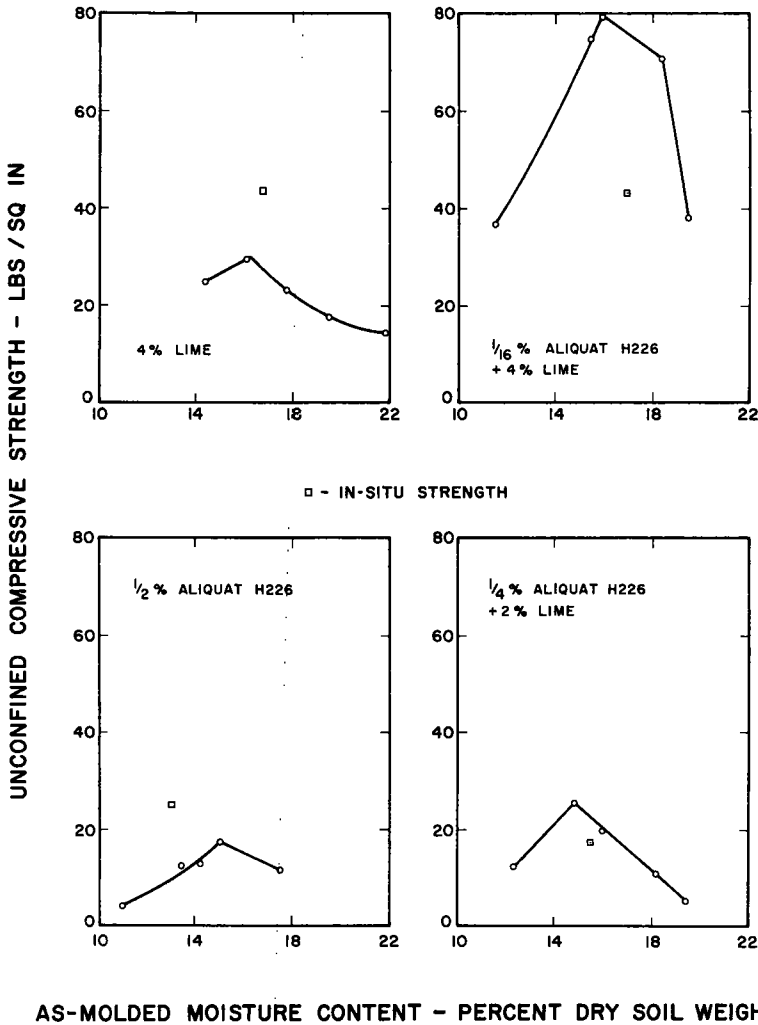 UNCONFINED COMPRESSIVE STRENGTH - LBS / SQ IN
80
60
40
20
0
10 14 18 22
4% LIME
80
60
40
20
0
10 14 18 22
1/16 % ALIQUAT H226
+ 4% LIME
□ - IN-SITU STRENGTH
80
60
40
20
0
10 14 18 22
1/2 % ALIQUAT H226
80
60
40
20
0
10 14 18 22
1/4 % ALIQUAT H226
+ 2% LIME
AS-MOLDED MOISTURE CONTENT - PERCENT DRY SOIL WEIGH